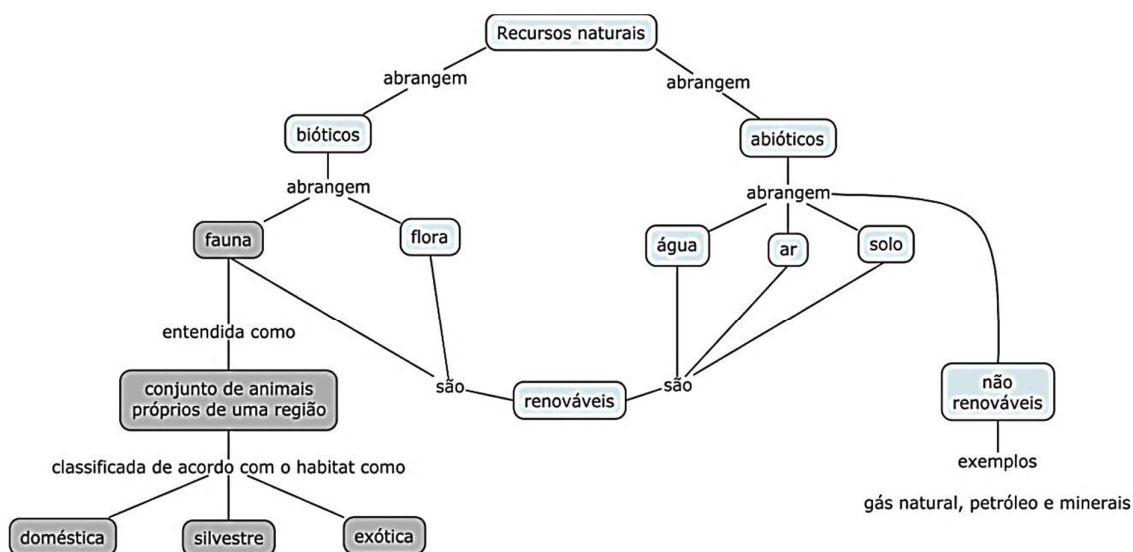 Recursos naturais
abrangem
abrangem
bióticos
abióticos
abrangem
abrangem
fauna
flora
água
ar
solo
entendida como
conjunto de animais
próprios de uma região
são
renováveis
são
não
renováveis
classificada de acordo com o habitat como
exemplos
gás natural, petróleo e minerais
doméstica
silvestre
exótica